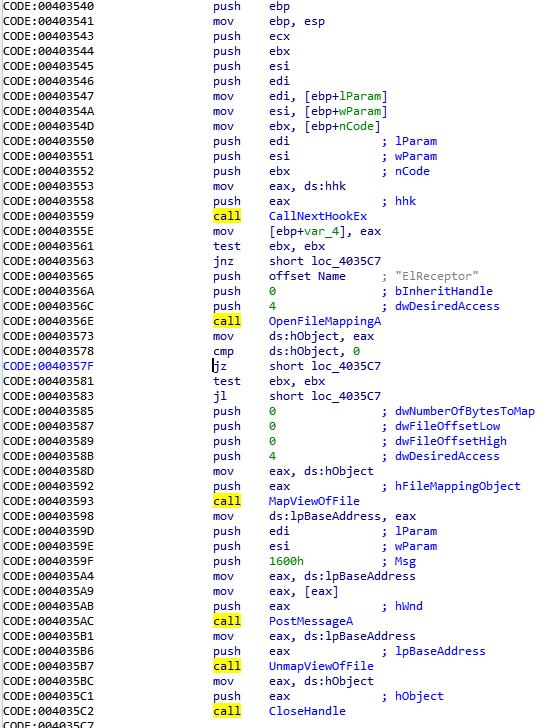 CODE:00403540 push ebp
CODE:00403541 mov ebp, esp
CODE:00403543 push ecx
CODE:00403544 push ebx
CODE:00403545 push esi
CODE:00403546 push edi
CODE:00403547 mov edi, [ebp+lParam]
CODE:0040354A mov esi, [ebp+wParam]
CODE:0040354D mov ebx, [ebp+nCode]
CODE:00403550 push edi ; lParam
CODE:00403551 push esi ; wParam
CODE:00403552 push ebx ; nCode
CODE:00403553 mov eax, ds:hhk
CODE:00403558 push eax ; hhk
CODE:00403559 call CallNextHookEx
CODE:0040355E mov [ebp+var_4], eax
CODE:00403561 test ebx, ebx
CODE:00403563 jnz short loc_4035C7
CODE:00403565 push offset Name ; "ElReceptor"
CODE:0040356A push 0 ; bInheritHandle
CODE:0040356C push 4 ; dwDesiredAccess
CODE:0040356E call OpenFileMappingA
CODE:00403573 mov ds:hObject, eax
CODE:00403578 cmp ds:hObject, 0
CODE:0040357F jz short loc_4035C7
CODE:00403581 test ebx, ebx
CODE:00403583 jl short loc_4035C7
CODE:00403585 push 0 ; dwNumberOfBytesToMap
CODE:00403587 push 0 ; dwFileOffsetLow
CODE:00403589 push 0 ; dwFileOffsetHigh
CODE:0040358B push 4 ; dwDesiredAccess
CODE:0040358D mov eax, ds:hObject
CODE:00403592 push eax ; hFileMappingObject
CODE:00403593 call MapViewOfFile
CODE:00403598 mov ds:lpBaseAddress, eax
CODE:0040359D push edi ; lParam
CODE:0040359E push esi ; wParam
CODE:0040359F push 1600h ; Msg
CODE:004035A4 mov eax, ds:lpBaseAddress
CODE:004035A9 mov eax, [eax]
CODE:004035AB push eax ; hWnd
CODE:004035AC call PostMessageA
CODE:004035B1 mov eax, ds:lpBaseAddress
CODE:004035B6 push eax ; lpBaseAddress
CODE:004035B7 call UnmapViewOfFile
CODE:004035BC mov eax, ds:hObject
CODE:004035C1 push eax ; hObject
CODE:004035C2 call CloseHandle
CODE:004035C7